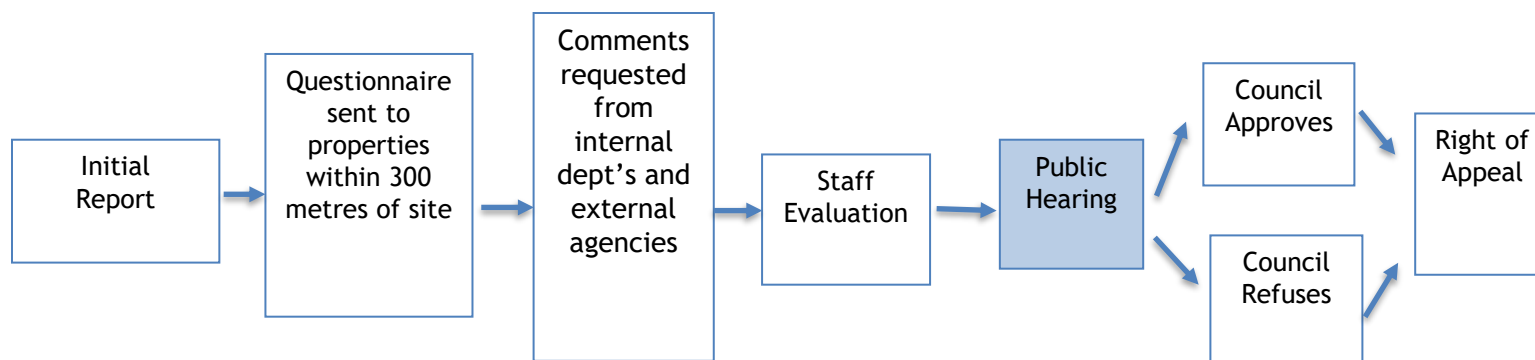 Initial
Report
Questionnaire
sent to
properties
within 300
metres of site
Comments
requested
from
internal
dept’s and
external
agencies
Staff
Evaluation
Public
Hearing
Council
Approves
Council
Refuses
Right of
Appeal